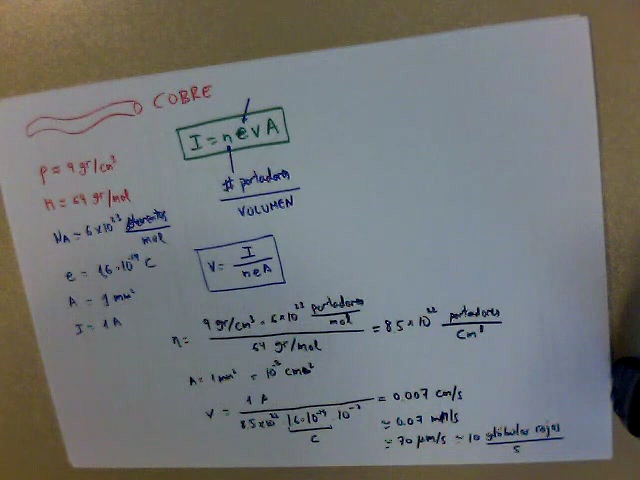 COBRE
I = n e v A
ρ = 9 gr/cm³
M = 64 gr/mol
# portadores
VOLUMEN
NA = 6×10²³ elementos
mol
e = 1,6·10⁻¹⁹ C
A = 1 mm²
I = 1 A
V = I
n e A
n = 9 gr/cm³ · 6×10²³ portadores
mol
64 gr/mol
= 8.5×10²² portadores
cm³
A = 1 mm² = 10⁻² cm²
V = 1 A
8.5×10²² 1.6·10⁻¹⁹ 10⁻²
C
= 0.007 cm/s
≃ 0.07 mm/s
≃ 70 μm/s ≃ 10 glóbulos rojos
s